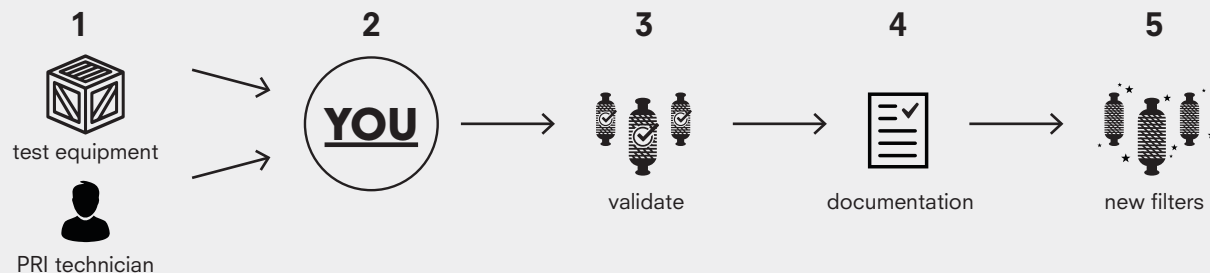 1
2
3
4
5
test equipment
PRI technician
YOU
validate
documentation
new filters